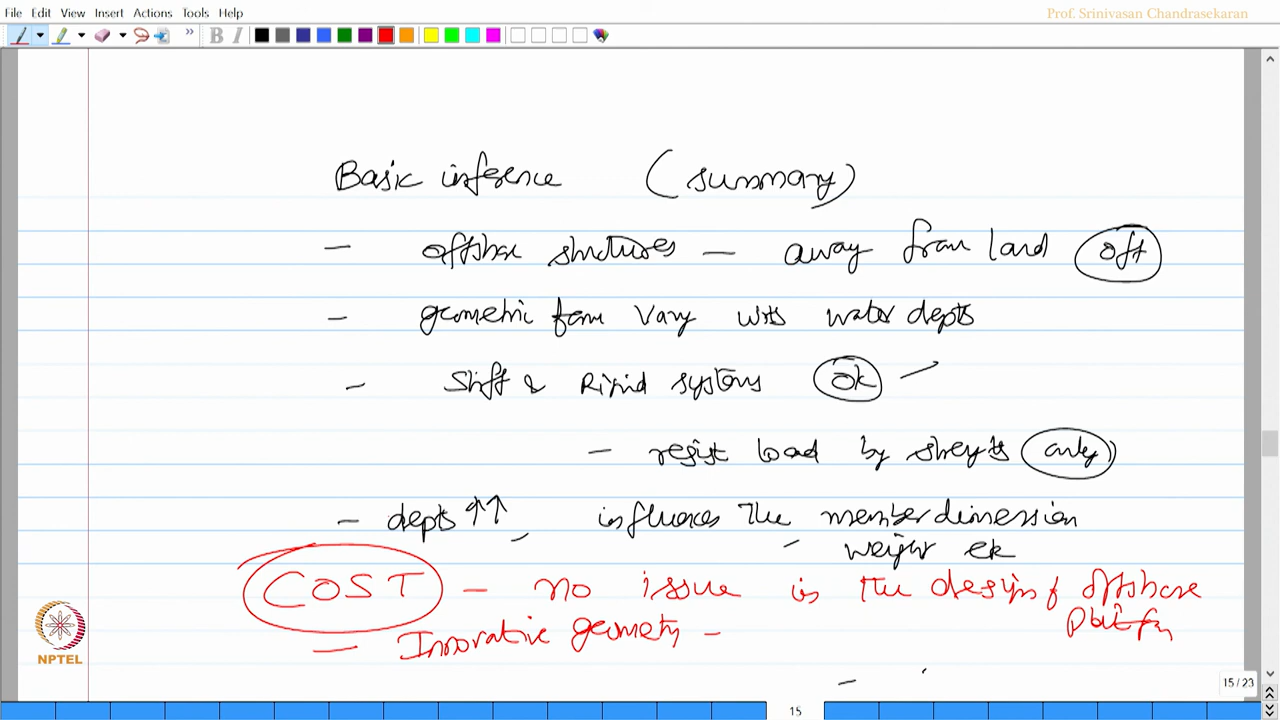 File Edit View Insert Actions Tools Help
Prof. Srinivasan Chandrasekaran
B I
Basic inference (summary)
- offshore structures - away from land off
- geometric form vary with water depth
- Stiff & Rigid systems ok
- resist load by strength only
- depth ↑↑ influences the member dimension
weight etc
COST - no issue in the design of offshore
platform
- Innovative geometry -
-
NPTEL
15 / 23
15